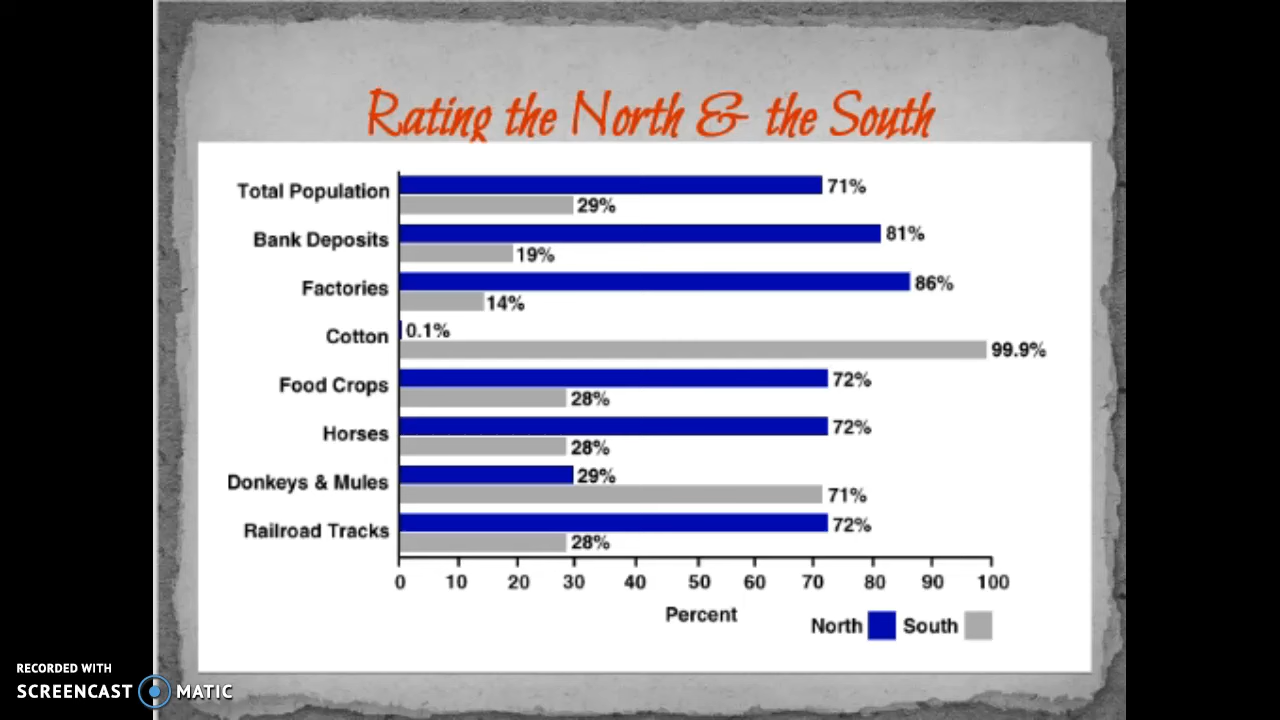 Rating the North & the South
Total Population
71%
29%
Bank Deposits
81%
19%
Factories
86%
14%
Cotton
0.1%
99.9%
Food Crops
72%
28%
Horses
72%
28%
Donkeys & Mules
29%
71%
Railroad Tracks
72%
28%
0 10 20 30 40 50 60 70 80 90 100
Percent
North South
RECORDED WITH
SCREENCAST MATIC